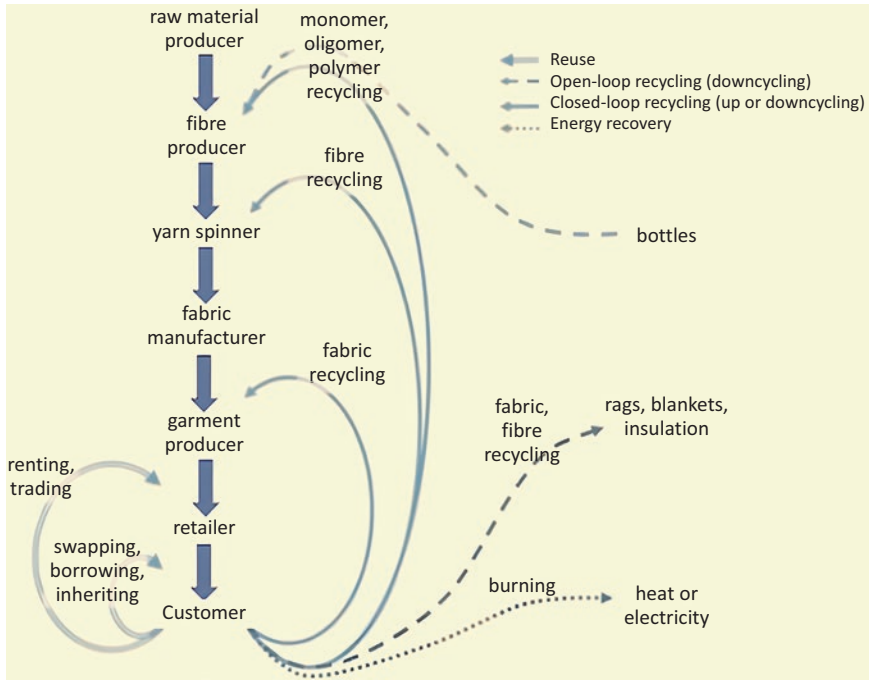 raw material
producer
monomer,
oligomer,
polymer
recycling
Reuse
Open-loop recycling (downcycling)
Closed-loop recycling (up or downcycling)
Energy recovery
fibre
producer
fibre
recycling
yarn spinner
bottles
fabric
manufacturer
fabric
recycling
garment
producer
fabric,
fibre
recycling
rags, blankets,
insulation
renting,
trading
retailer
swapping,
borrowing,
inheriting
Customer
burning
heat or
electricity